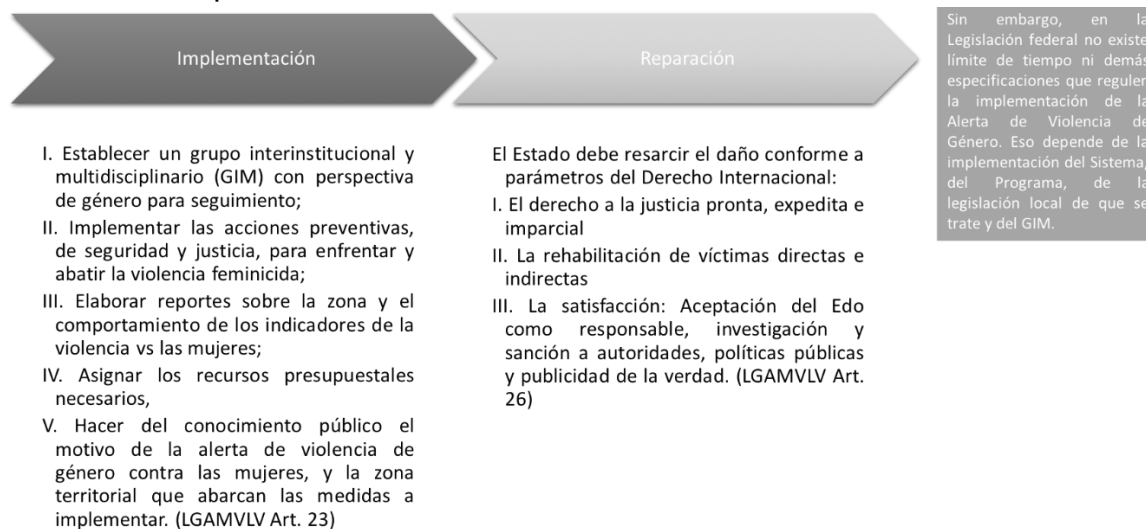 Implementación
Reparación
I. Establecer un grupo interinstitucional y
multidisciplinario (GIM) con perspectiva
de género para seguimiento;
II. Implementar las acciones preventivas,
de seguridad y justicia, para enfrentar y
abatir la violencia feminicida;
III. Elaborar reportes sobre la zona y el
comportamiento de los indicadores de la
violencia vs las mujeres;
IV. Asignar los recursos presupuestales
necesarios,
V. Hacer del conocimiento público el
motivo de la alerta de violencia de
género contra las mujeres, y la zona
territorial que abarcan las medidas a
implementar. (LGAMVLV Art. 23)
El Estado debe resarcir el daño conforme a
parámetros del Derecho Internacional:
I. El derecho a la justicia pronta, expedita e
imparcial
II. La rehabilitación de víctimas directas e
indirectas
III. La satisfacción: Aceptación del Edo
como responsable, investigación y
sanción a autoridades, políticas públicas
y publicidad de la verdad. (LGAMVLV Art.
26)
Sin embargo, en la
Legislación federal no existe
límite de tiempo ni demás
especificaciones que regulen
la implementación de la
Alerta de Violencia de
Género. Eso depende de la
implementación del Sistema,
del Programa, de la
legislación local de que se
trate y del GIM.